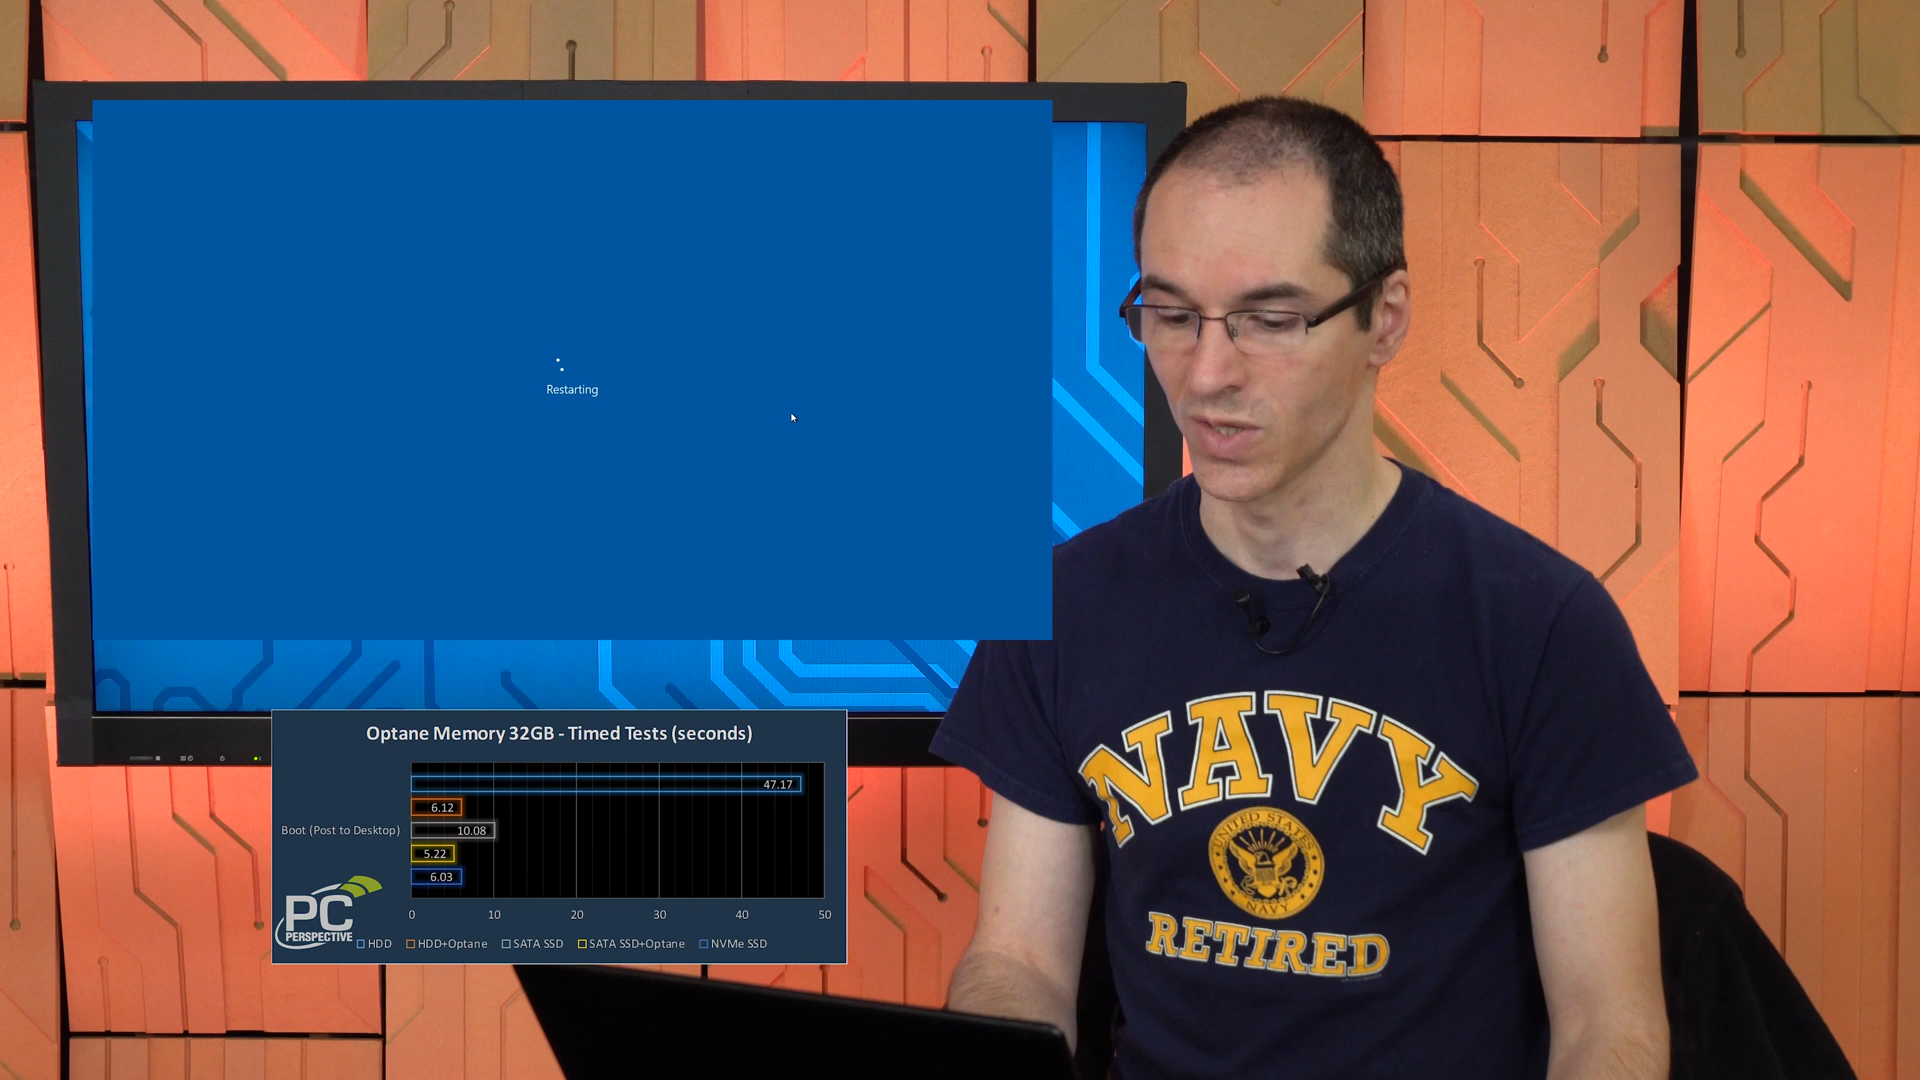 Restarting
Optane Memory 32GB - Timed Tests (seconds)
47.17
6.12
Boot (Post to Desktop)
10.08
5.22
6.03
PC
PERSPECTIVE
0 10 20 30 40 50
HDD HDD+Optane SATA SSD SATA SSD+Optane NVMe SSD
NAVY
UNITED STATES
NAVY
RETIRED